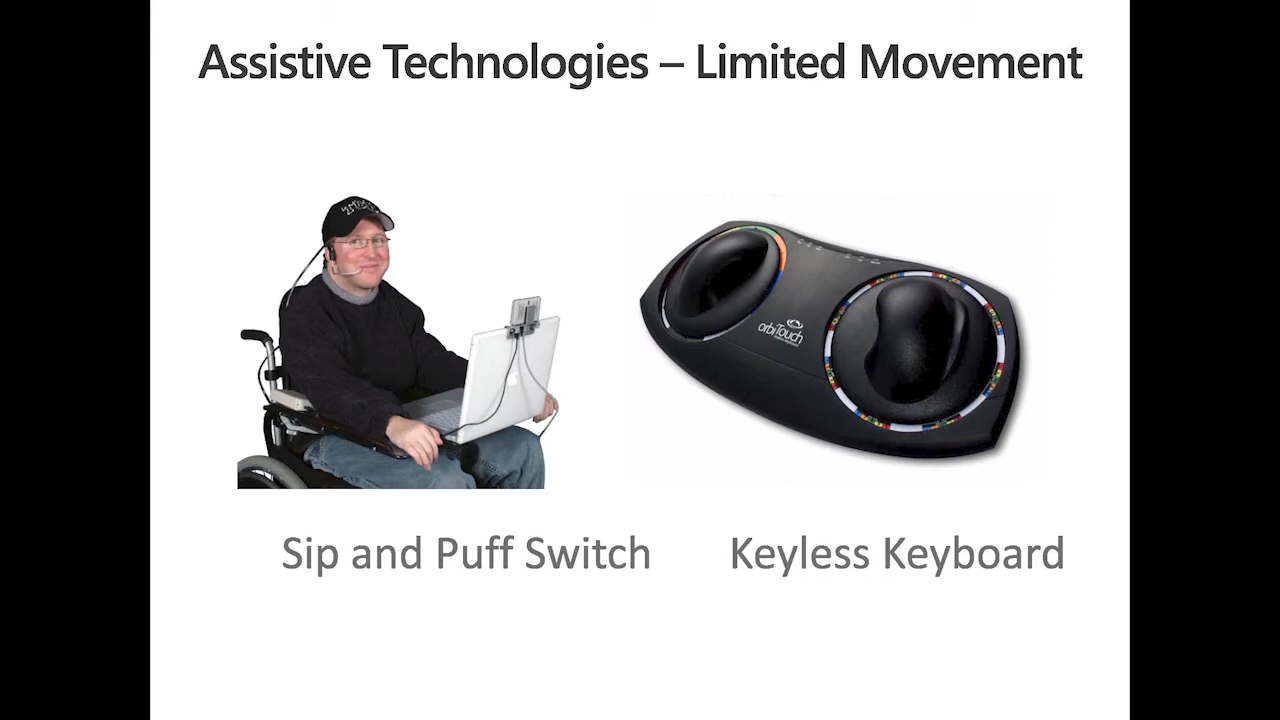 Assistive Technologies – Limited Movement
orbiTouch
Sip and Puff Switch
Keyless Keyboard